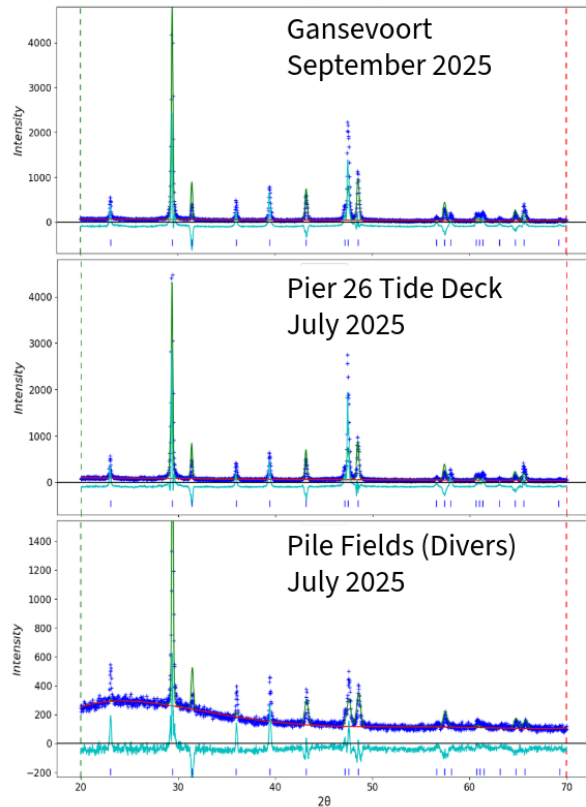 Gansevoort
September 2025
Intensity
4000
3000
2000
1000
0
Pier 26 Tide Deck
July 2025
Intensity
4000
3000
2000
1000
0
Pile Fields (Divers)
July 2025
Intensity
1400
1200
1000
800
600
400
200
0
−200
20
30
40
50
60
70
2θ